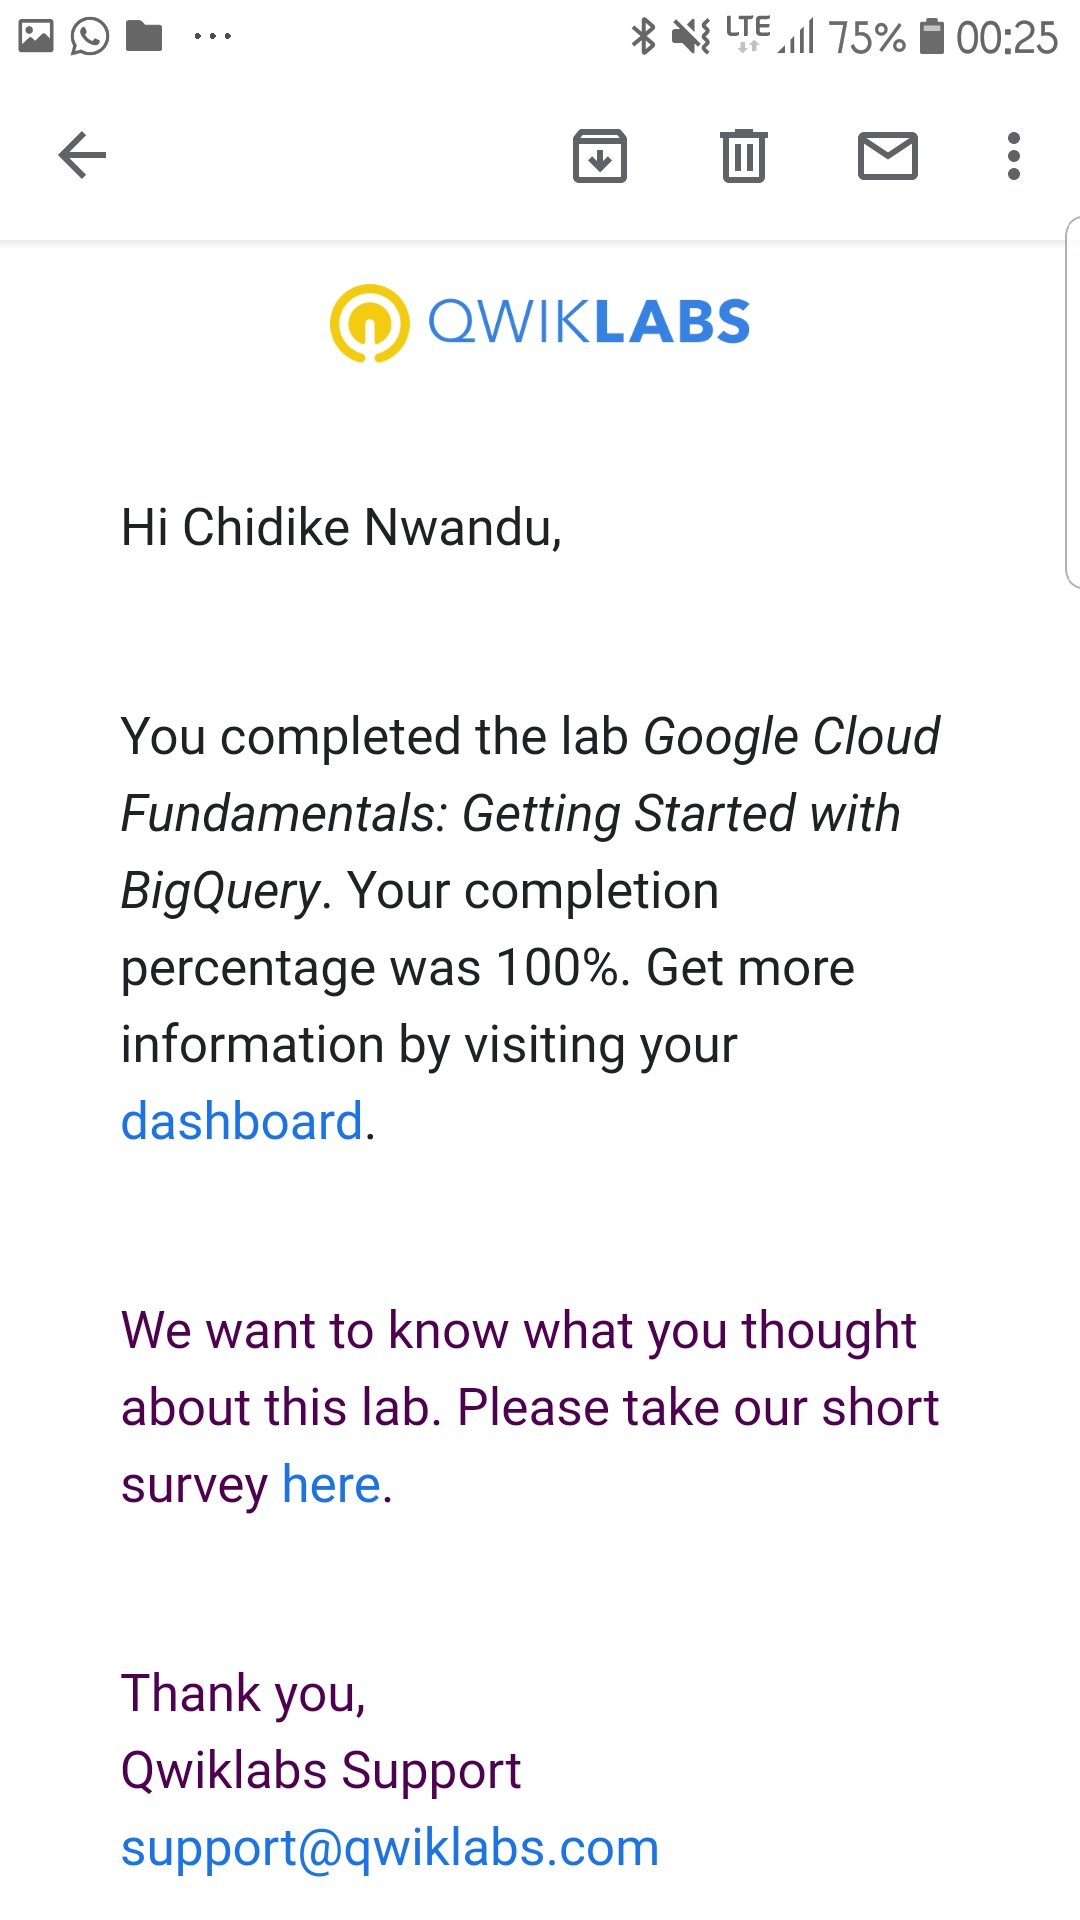 LTE 75% 00:25
QWIKLABS
Hi Chidike Nwandu,
You completed the lab Google Cloud
Fundamentals: Getting Started with
BigQuery. Your completion
percentage was 100%. Get more
information by visiting your
dashboard.
We want to know what you thought
about this lab. Please take our short
survey here.
Thank you,
Qwiklabs Support
support@qwiklabs.com